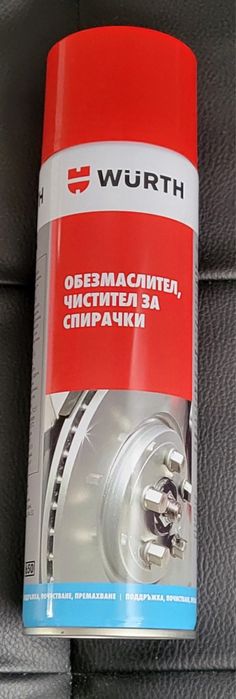 WÜRTH
ОБЕЗМАСЛИТЕЛ,
ЧИСТИТЕЛ ЗА
СПИРАЧКИ
ПОЧИСТВАНЕ, ПРЕМАХВАНЕ | ПОДДРЪЖКА, ПОЧИСТВАНЕ,